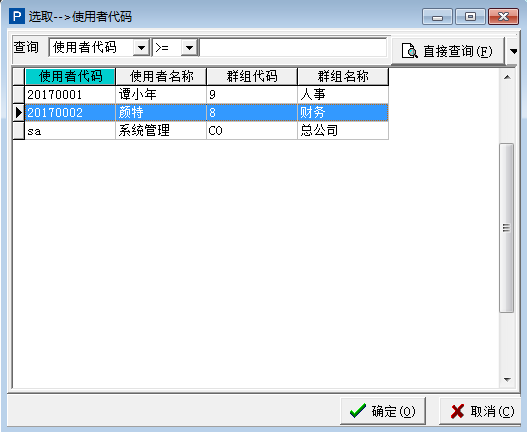 P 选取-->使用者代码
查询 使用者代码 >= 直接查询(F)
使用者代码 使用者名称 群组代码 群组名称
20170001 谭小年 9 人事
20170002 颜特 8 财务
sa 系统管理 CO 总公司
确定(O) 取消(C)